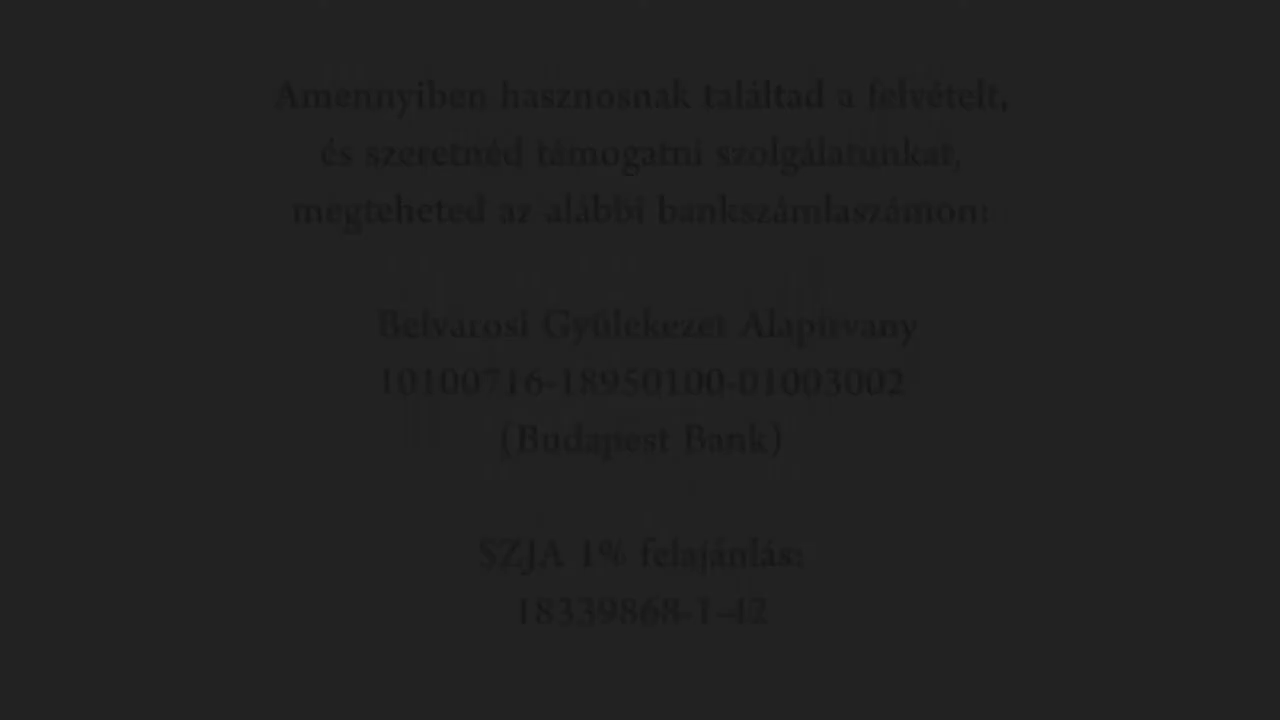 Amennyiben hasznosnak találtad a felvételt,
és szeretnéd támogatni szolgálatunkat,
megteheted az alábbi bankszámlaszámon:
Belvárosi Gyülekezet Alapítvány
10100716-18950100-01003002
(Budapest Bank)
SZJA 1% felajánlás:
18339868-1-42